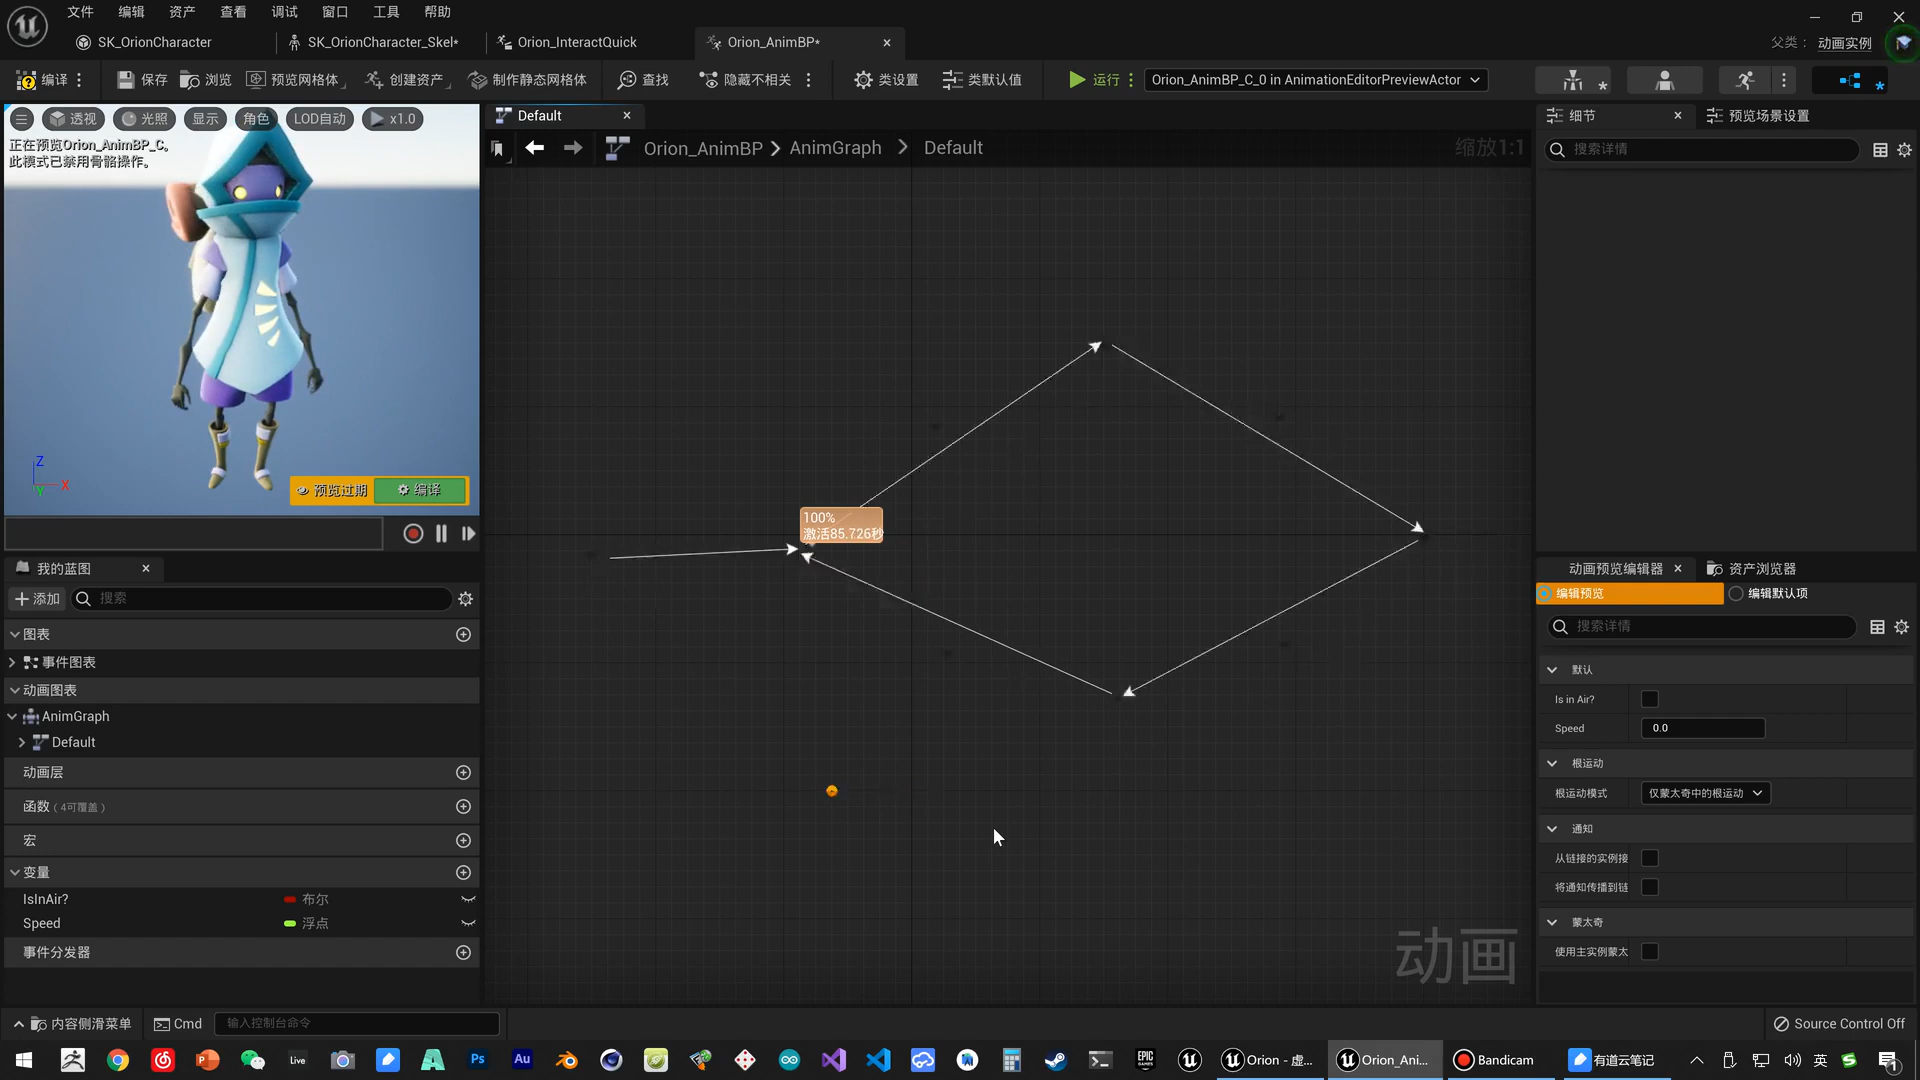 文件 编辑 资产 查看 调试 窗口 工具 帮助
SK_OrionCharacter SK_OrionCharacter_Skel* Orion_InteractQuick Orion_AnimBP* 父类： 动画实例
编译 保存 浏览 预览网格体 创建资产 制作静态网格体 查找 隐藏不相关 类设置 类默认值 运行 Orion_AnimBP_C_0 in AnimationEditorPreviewActor
透视 光照 显示 角色 LOD自动 x1.0
正在预览Orion_AnimBP_C。
此模式已禁用骨骼操作。
Z
X
Y
预览过期 编译
Default
Orion_AnimBP AnimGraph Default 缩放1:1
100%
激活85.726秒
动画
我的蓝图
添加 搜索
图表
事件图表
动画图表
AnimGraph
Default
动画层
函数（4可覆盖）
宏
变量
IsInAir? 布尔
Speed 浮点
事件分发器
细节 预览场景设置
搜索详情
动画预览编辑器 资产浏览器
编辑预览 编辑默认项
搜索详情
默认
Is in Air?
Speed 0.0
根运动
根运动模式 仅蒙太奇中的根运动
通知
从链接的实例接
将通知传播到链
蒙太奇
使用主实例蒙太
内容侧滑菜单 Cmd 输入控制台命令 Source Control Off
Live Ps Au EPIC GAMES Orion - 虚... Orion_Ani... Bandicam 有道云笔记 英 1